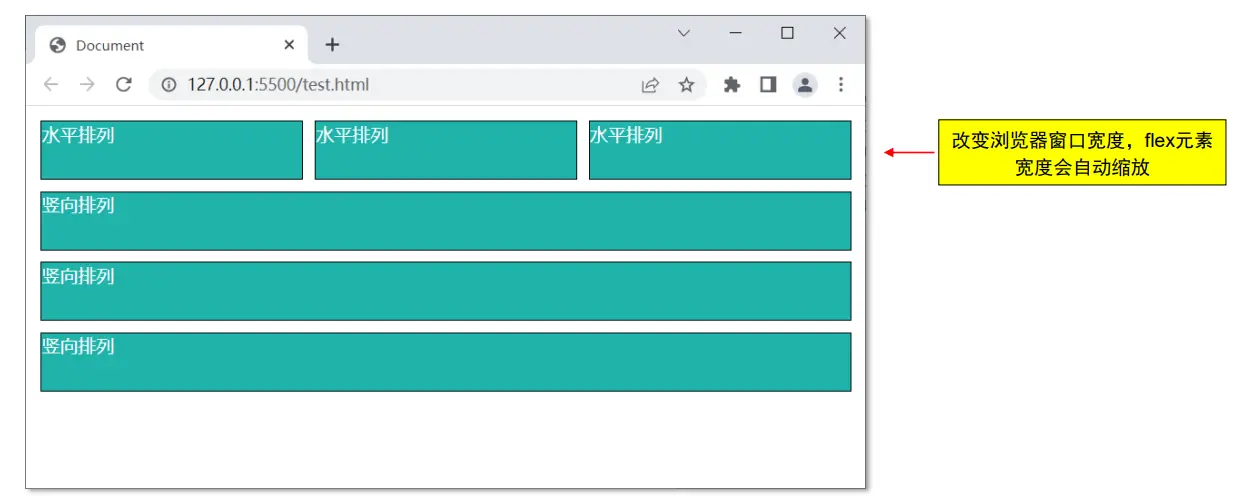 Document
127.0.0.1:5500/test.html
水平排列 水平排列 水平排列
竖向排列
竖向排列
竖向排列
改变浏览器窗口宽度，flex元素
宽度会自动缩放